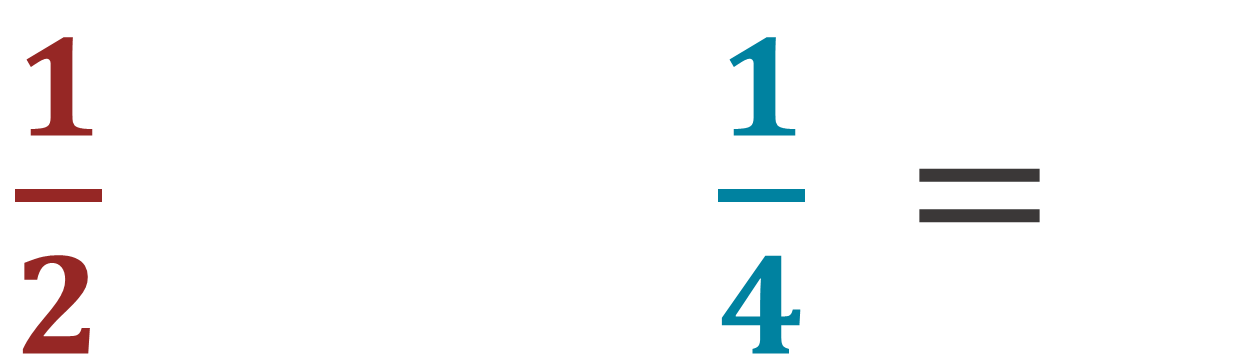 1/2 1/4 =